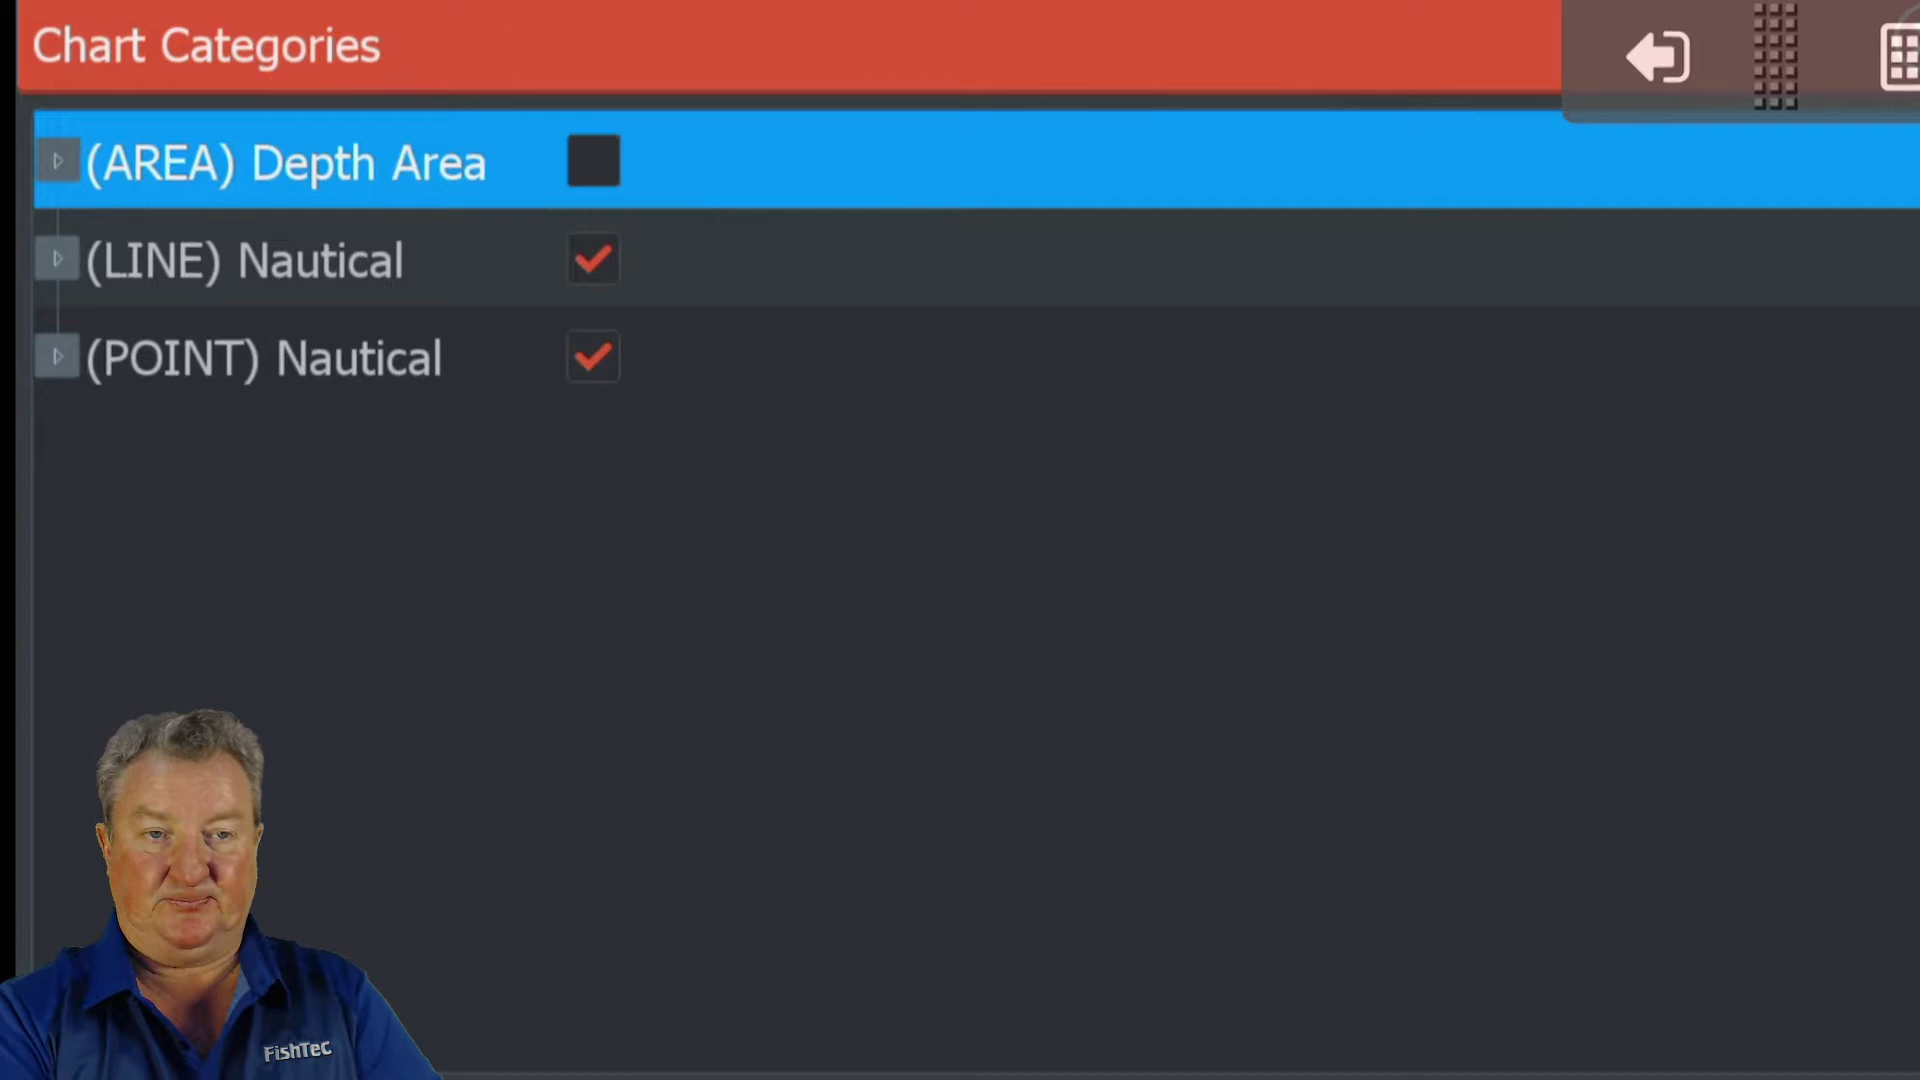 Chart Categories
(AREA) Depth Area
(LINE) Nautical
(POINT) Nautical
FishTec